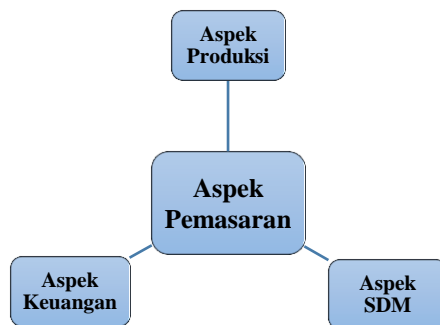 Aspek
Produksi
Aspek
Pemasaran
Aspek
Keuangan
Aspek
SDM